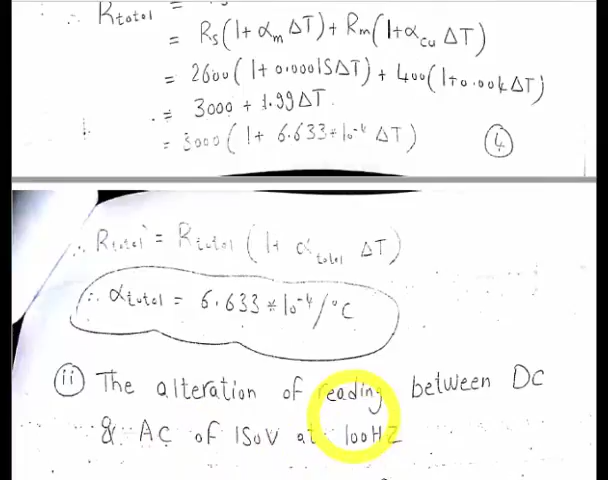 ∴ Rtotal =
= Rs(1+αm ΔT) + Rm(1+αcu ΔT)
= 2600(1+0.00015ΔT) + 400(1+0.004ΔT)
= 3000 + 1.99ΔT
= 3000(1+ 6.633*10⁻⁴ ΔT) ④
∴ Rtotal' = Rtotal (1+ αtotal ΔT)
∴ αtotal = 6.633 * 10⁻⁴/°C
ⓘⓘ The alteration of reading between DC
& AC of 150V at 100HZ